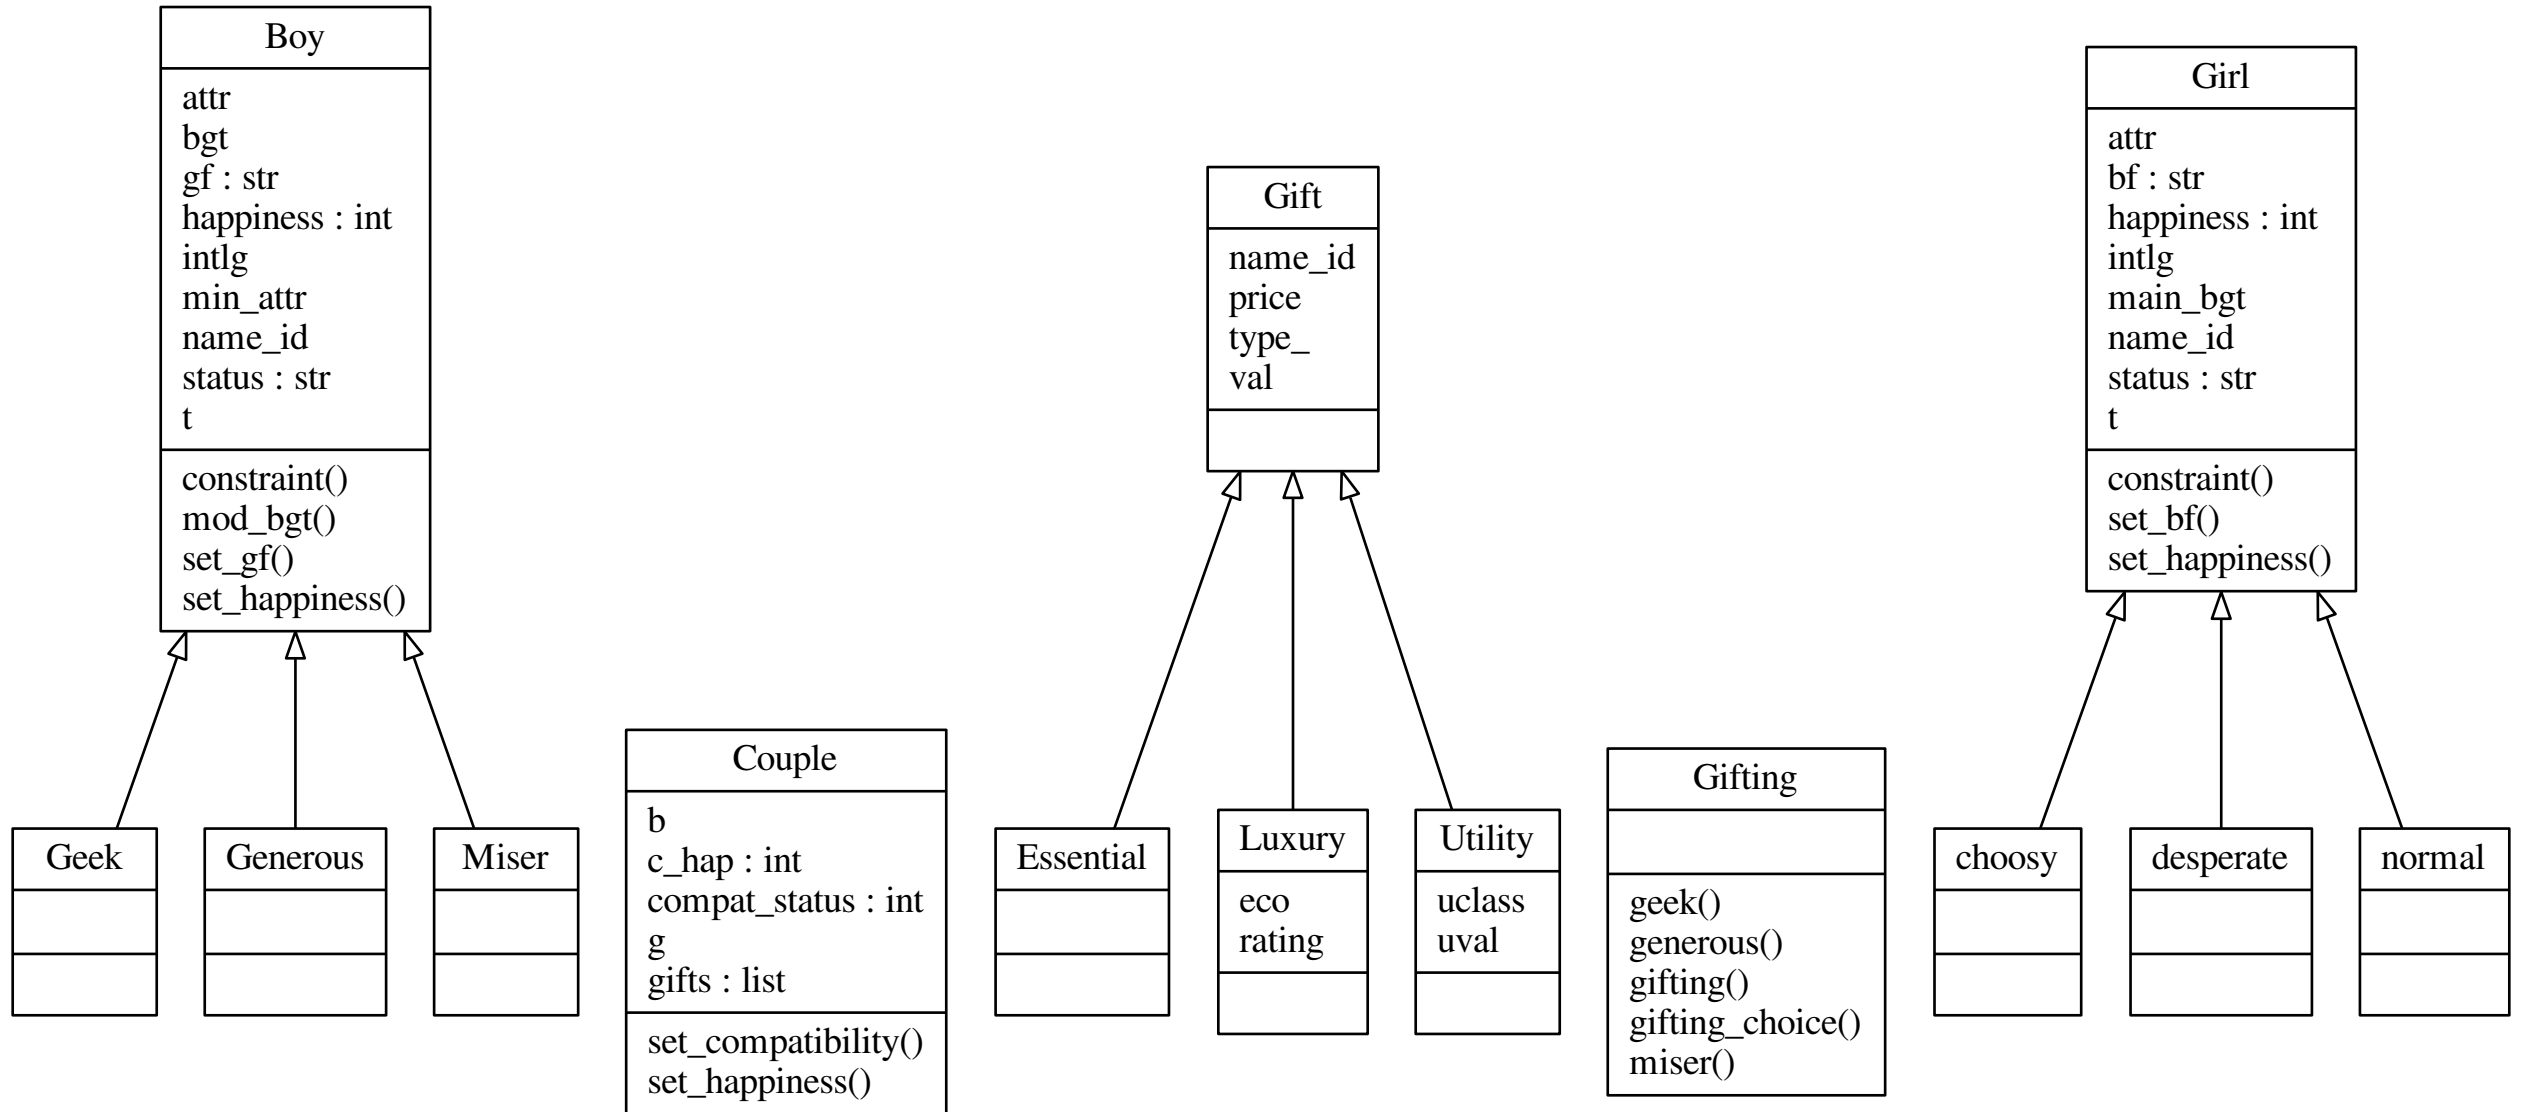 Boy
attr
bgt
gf : str
happiness : int
intlg
min_attr
name_id
status : str
t
constraint()
mod_bgt()
set_gf()
set_happiness()
Gift
name_id
price
type_
val
Girl
attr
bf : str
happiness : int
intlg
main_bgt
name_id
status : str
t
constraint()
set_bf()
set_happiness()
Geek
Generous
Miser
Couple
b
c_hap : int
compat_status : int
g
gifts : list
set_compatibility()
set_happiness()
Essential
Luxury
eco
rating
Utility
uclass
uval
Gifting
geek()
generous()
gifting()
gifting_choice()
miser()
choosy
desperate
normal